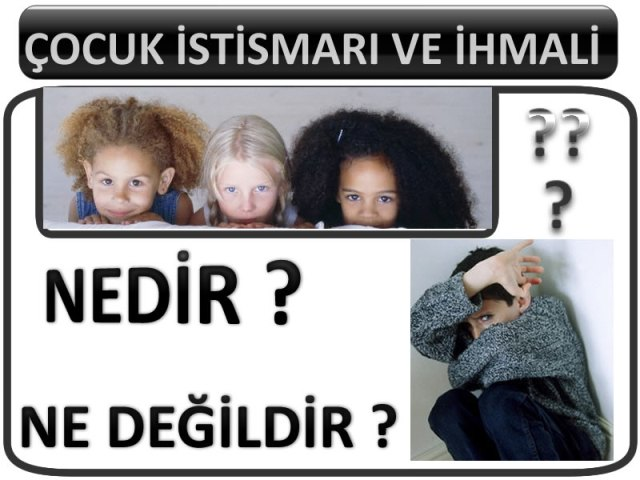 ÇOCUK İSTİSMARI VE İHMALİ
??
?
NEDİR ?
NE DEĞİLDİR ?